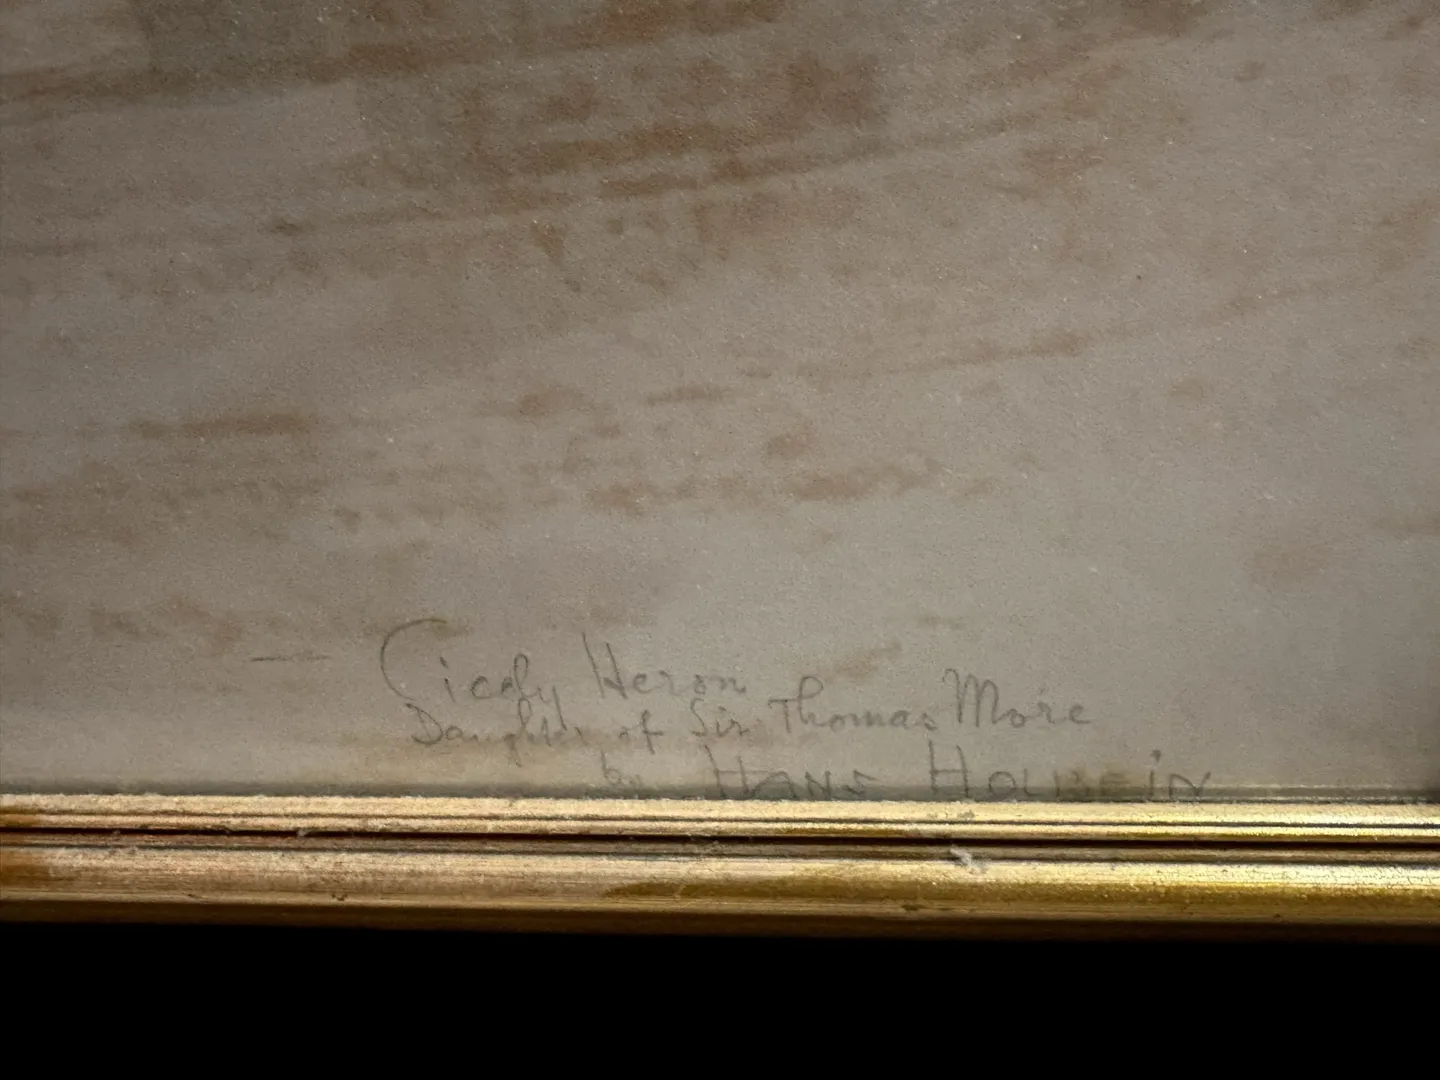 Cicely Heron
Daughter of Sir Thomas More
by HANS HOLBEIN